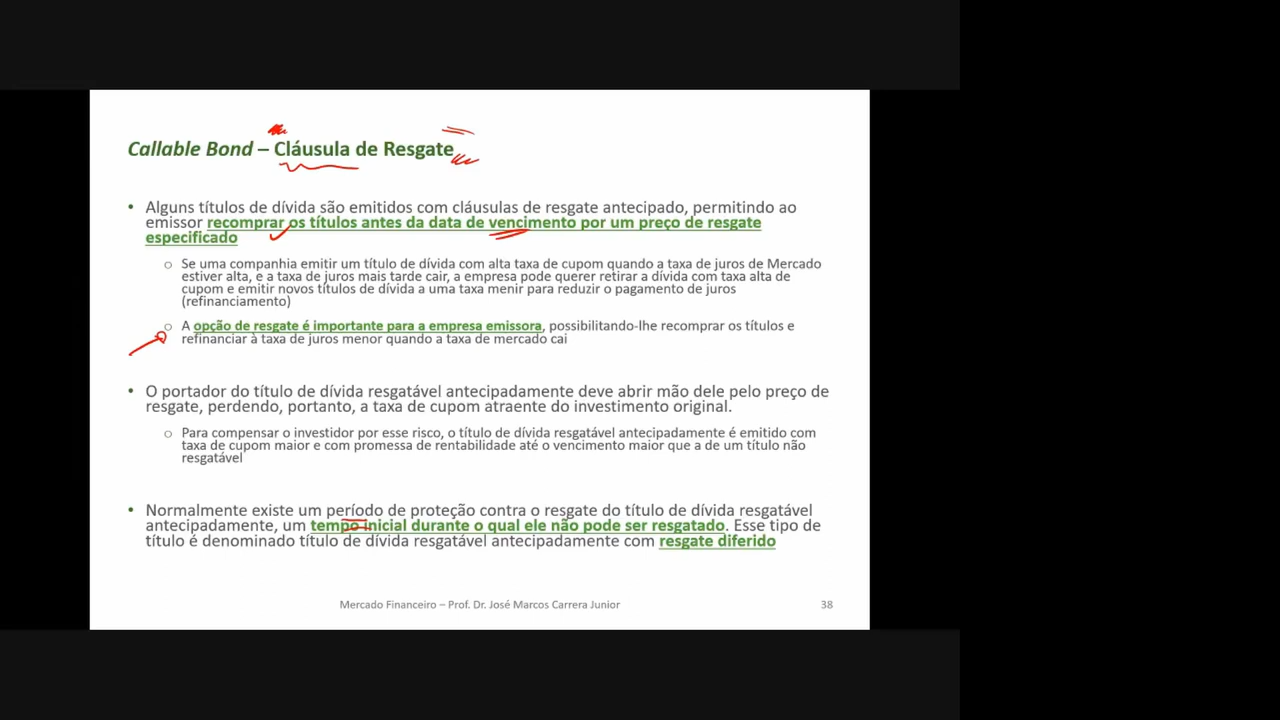 Callable Bond – Cláusula de Resgate
• Alguns títulos de dívida são emitidos com cláusulas de resgate antecipado, permitindo ao
emissor recomprar os títulos antes da data de vencimento por um preço de resgate
especificado
o Se uma companhia emitir um título de dívida com alta taxa de cupom quando a taxa de juros de Mercado
estiver alta, e a taxa de juros mais tarde cair, a empresa pode querer retirar a dívida com taxa alta de
cupom e emitir novos títulos de dívida a uma taxa menir para reduzir o pagamento de juros
(refinanciamento)
o A opção de resgate é importante para a empresa emissora, possibilitando-lhe recomprar os títulos e
refinanciar à taxa de juros menor quando a taxa de mercado cai
• O portador do título de dívida resgatável antecipadamente deve abrir mão dele pelo preço de
resgate, perdendo, portanto, a taxa de cupom atraente do investimento original.
o Para compensar o investidor por esse risco, o título de dívida resgatável antecipadamente é emitido com
taxa de cupom maior e com promessa de rentabilidade até o vencimento maior que a de um título não
resgatável
• Normalmente existe um período de proteção contra o resgate do título de dívida resgatável
antecipadamente, um tempo inicial durante o qual ele não pode ser resgatado. Esse tipo de
título é denominado título de dívida resgatável antecipadamente com resgate diferido
Mercado Financeiro – Prof. Dr. José Marcos Carrera Junior
38